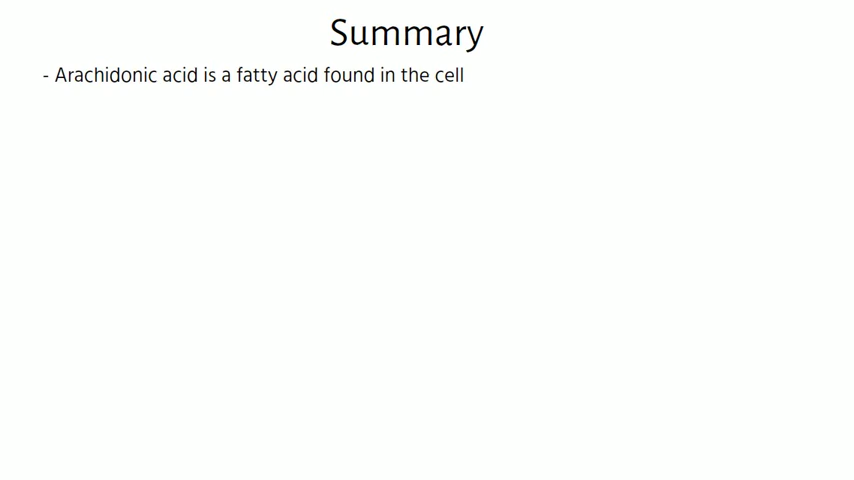 Summary
- Arachidonic acid is a fatty acid found in the cell